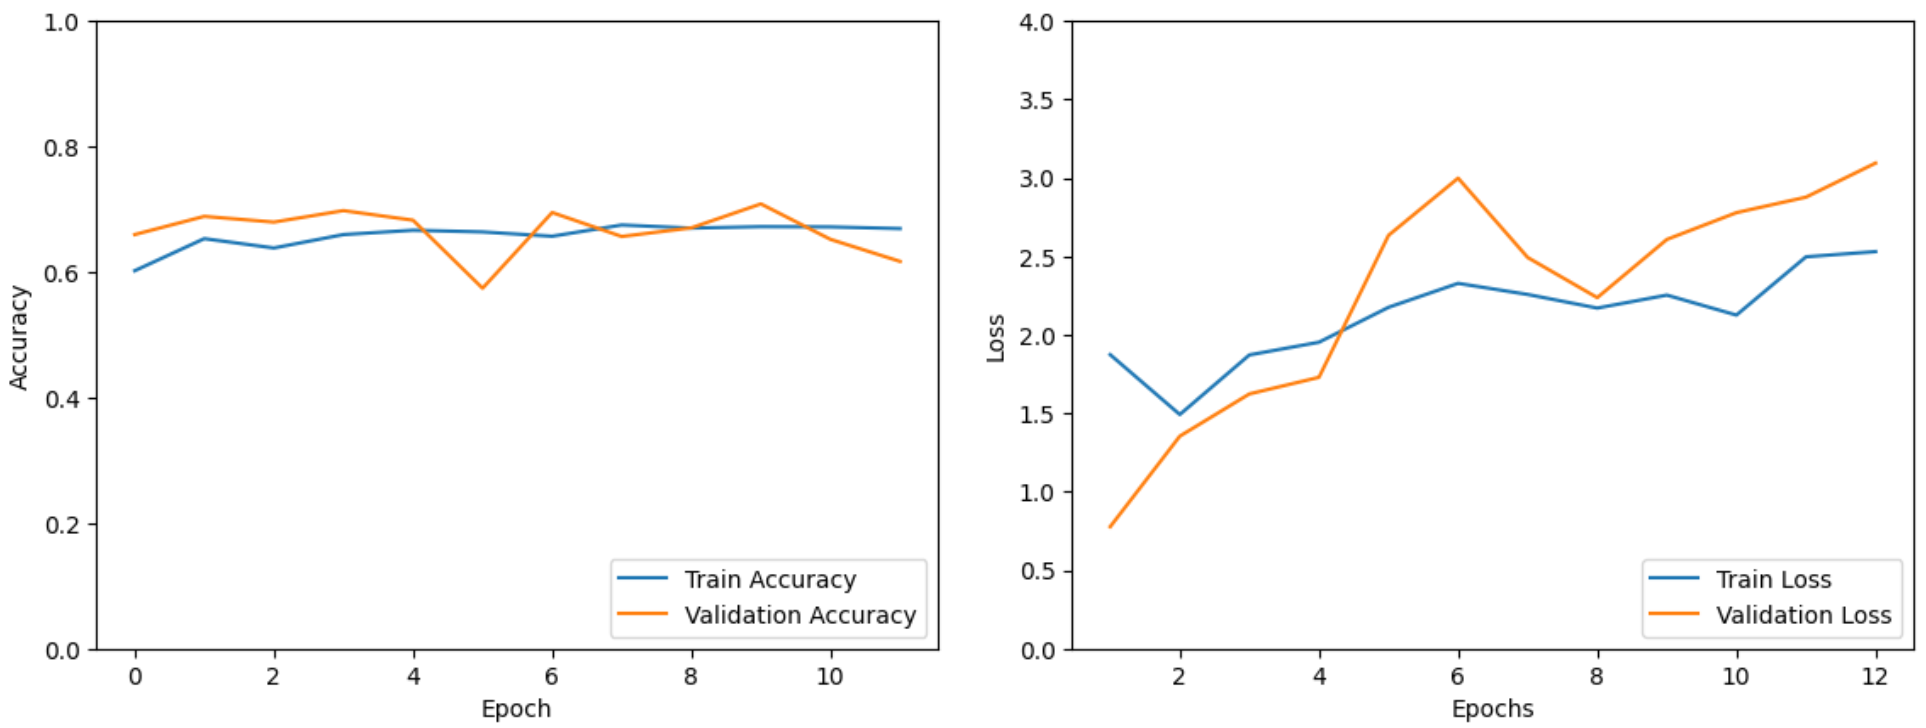 1.0
0.8
0.6
0.4
0.2
0.0
Accuracy
0 2 4 6 8 10
Epoch
Train Accuracy
Validation Accuracy
4.0
3.5
3.0
2.5
2.0
1.5
1.0
0.5
0.0
Loss
2 4 6 8 10 12
Epochs
Train Loss
Validation Loss